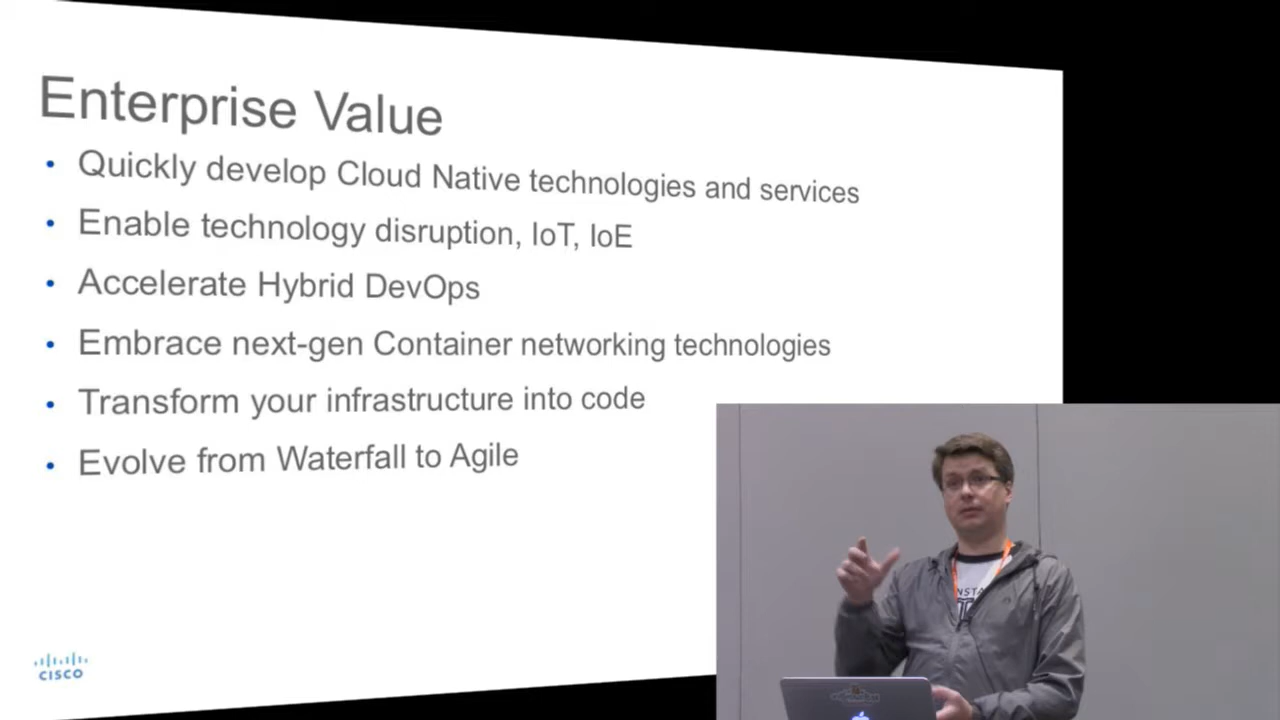 Enterprise Value
• Quickly develop Cloud Native technologies and services
• Enable technology disruption, IoT, IoE
• Accelerate Hybrid DevOps
• Embrace next-gen Container networking technologies
• Transform your infrastructure into code
• Evolve from Waterfall to Agile
CISCO